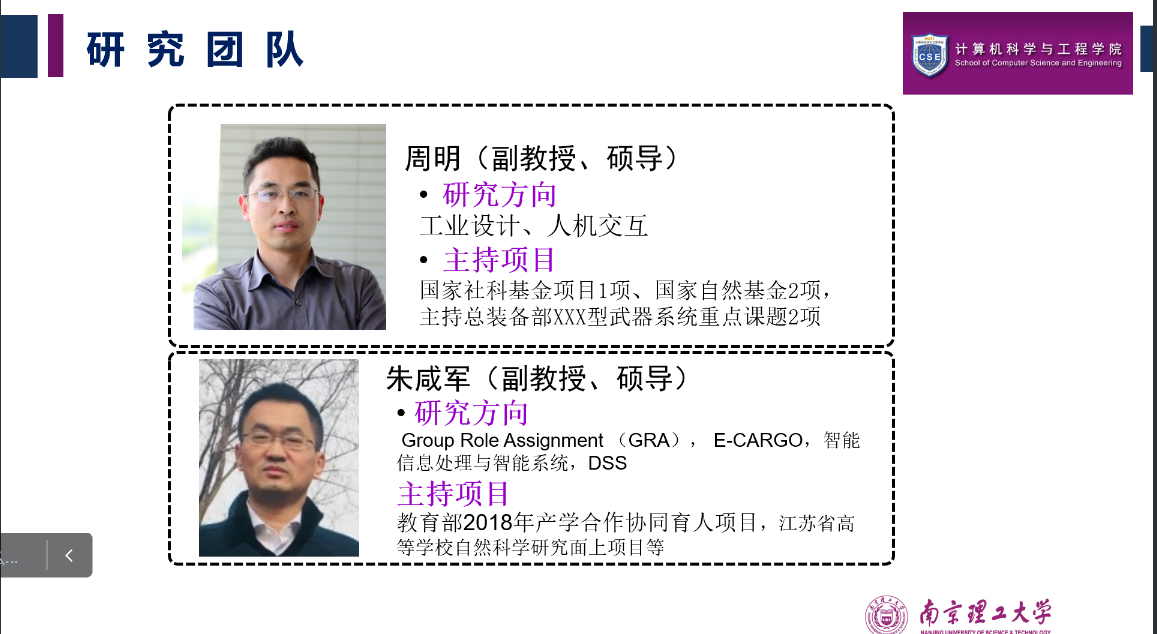 研究团队
CSE
计算机科学与工程学院
School of Computer Science and Engineering
周明（副教授、硕导）
• 研究方向
工业设计、人机交互
• 主持项目
国家社科基金项目1项、国家自然基金2项，
主持总装备部XXX型武器系统重点课题2项
朱咸军（副教授、硕导）
• 研究方向
Group Role Assignment （GRA）， E-CARGO，智能
信息处理与智能系统，DSS
主持项目
教育部2018年产学合作协同育人项目，江苏省高
等学校自然科学研究面上项目等
南京理工大学
NANJING UNIVERSITY OF SCIENCE & TECHNOLOGY